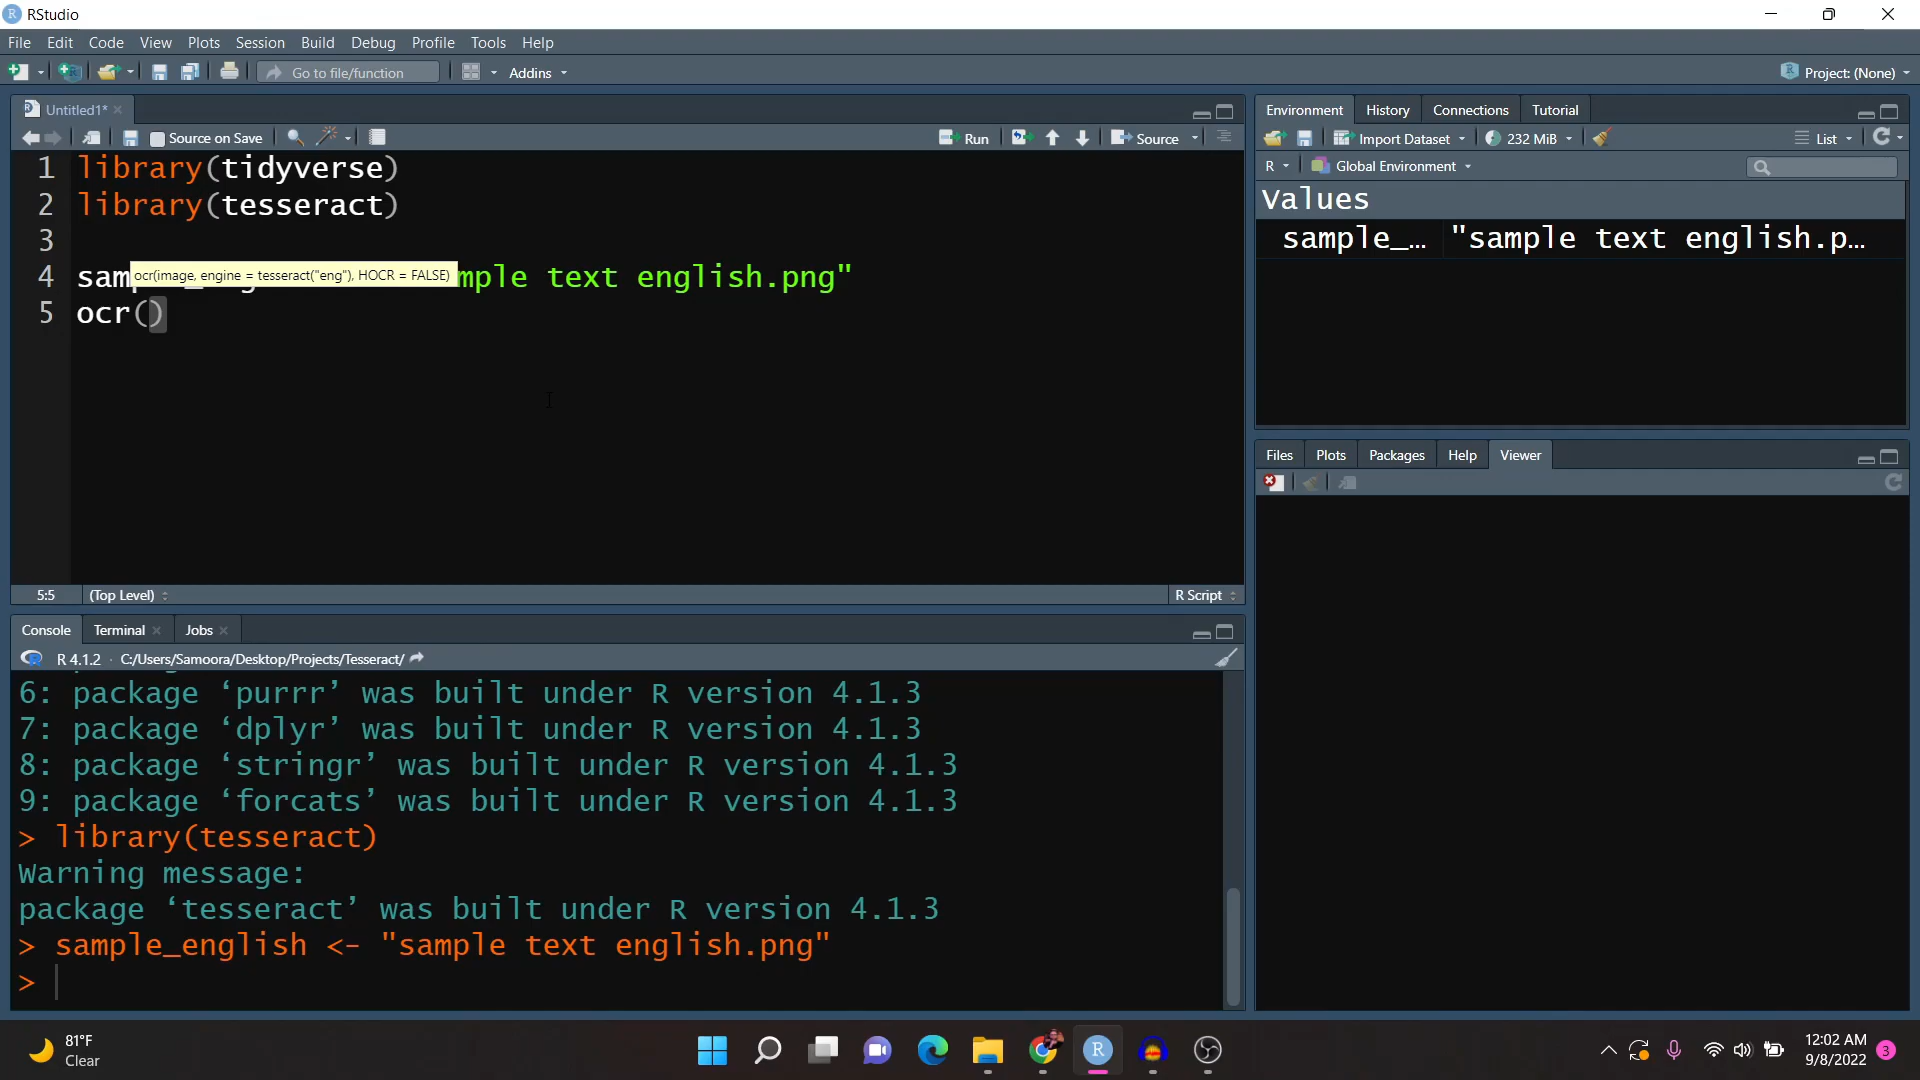 RStudio
File Edit Code View Plots Session Build Debug Profile Tools Help
Go to file/function Addins Project: (None)
Untitled1*
Source on Save Run Source
1 library(tidyverse)
2 library(tesseract)
3
4 sam mple text english.png"
ocr(image, engine = tesseract("eng"), HOCR = FALSE)
5 ocr()
5:5 (Top Level) R Script
Console Terminal Jobs
R 4.1.2 · C:/Users/Samoora/Desktop/Projects/Tesseract/
6: package ‘purrr’ was built under R version 4.1.3
7: package ‘dplyr’ was built under R version 4.1.3
8: package ‘stringr’ was built under R version 4.1.3
9: package ‘forcats’ was built under R version 4.1.3
> library(tesseract)
Warning message:
package ‘tesseract’ was built under R version 4.1.3
> sample_english <- "sample text english.png"
>
Environment History Connections Tutorial
Import Dataset 232 MiB List
R Global Environment
Values
sample_… "sample text english.p…
Files Plots Packages Help Viewer
81°F
Clear
12:02 AM
9/8/2022
3